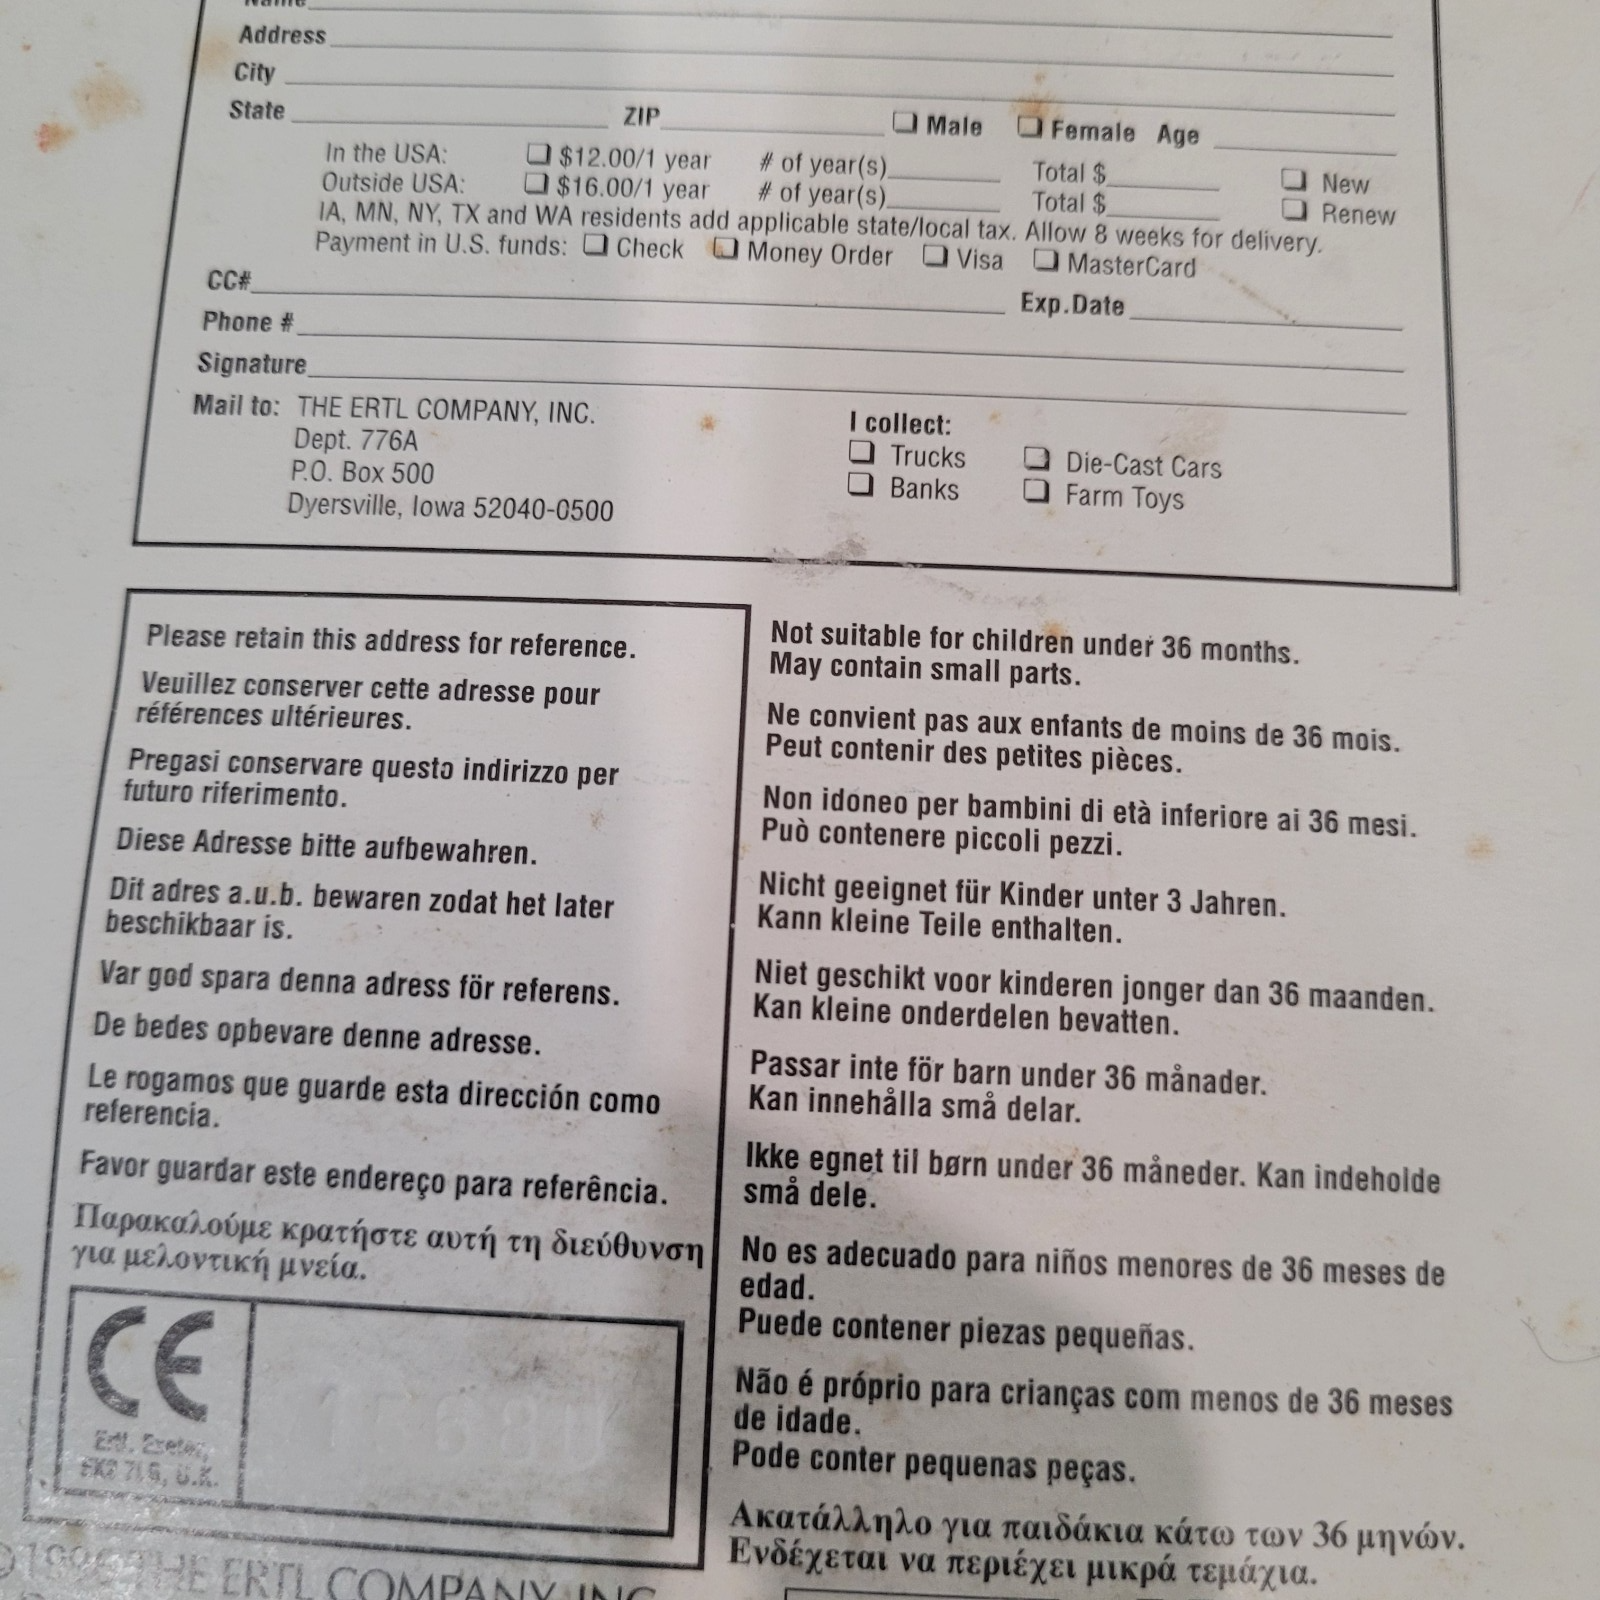 Name
Address
City
State ZIP ❏ Male ❏ Female Age
In the USA: ❏ $12.00/1 year # of year(s) Total $ ❏ New
Outside USA: ❏ $16.00/1 year # of year(s) Total $ ❏ Renew
IA, MN, NY, TX and WA residents add applicable state/local tax. Allow 8 weeks for delivery.
Payment in U.S. funds: ❏ Check ❏ Money Order ❏ Visa ❏ MasterCard
CC# Exp.Date
Phone #
Signature
Mail to: THE ERTL COMPANY, INC.
Dept. 776A
P.O. Box 500
Dyersville, Iowa 52040-0500
I collect:
❏ Trucks ❏ Die-Cast Cars
❏ Banks ❏ Farm Toys
Please retain this address for reference.
Veuillez conserver cette adresse pour
références ultérieures.
Pregasi conservare questo indirizzo per
futuro riferimento.
Diese Adresse bitte aufbewahren.
Dit adres a.u.b. bewaren zodat het later
beschikbaar is.
Var god spara denna adress för referens.
De bedes opbevare denne adresse.
Le rogamos que guarde esta dirección como
referencia.
Favor guardar este endereço para referência.
Παρακαλούμε κρατήστε αυτή τη διεύθυνση
για μελοντική μνεία.
CE
Ertl, Exeter,
U.K.
THE ERTL COMPANY, INC
Not suitable for children under 36 months.
May contain small parts.
Ne convient pas aux enfants de moins de 36 mois.
Peut contenir des petites pièces.
Non idoneo per bambini di età inferiore ai 36 mesi.
Può contenere piccoli pezzi.
Nicht geeignet für Kinder unter 3 Jahren.
Kann kleine Teile enthalten.
Niet geschikt voor kinderen jonger dan 36 maanden.
Kan kleine onderdelen bevatten.
Passar inte för barn under 36 månader.
Kan innehålla små delar.
Ikke egnet til børn under 36 måneder. Kan indeholde
små dele.
No es adecuado para niños menores de 36 meses de
edad.
Puede contener piezas pequeñas.
Não é próprio para crianças com menos de 36 meses
de idade.
Pode conter pequenas peças.
Ακατάλληλο για παιδάκια κάτω των 36 μηνών.
Ενδέχεται να περιέχει μικρά τεμάχια.